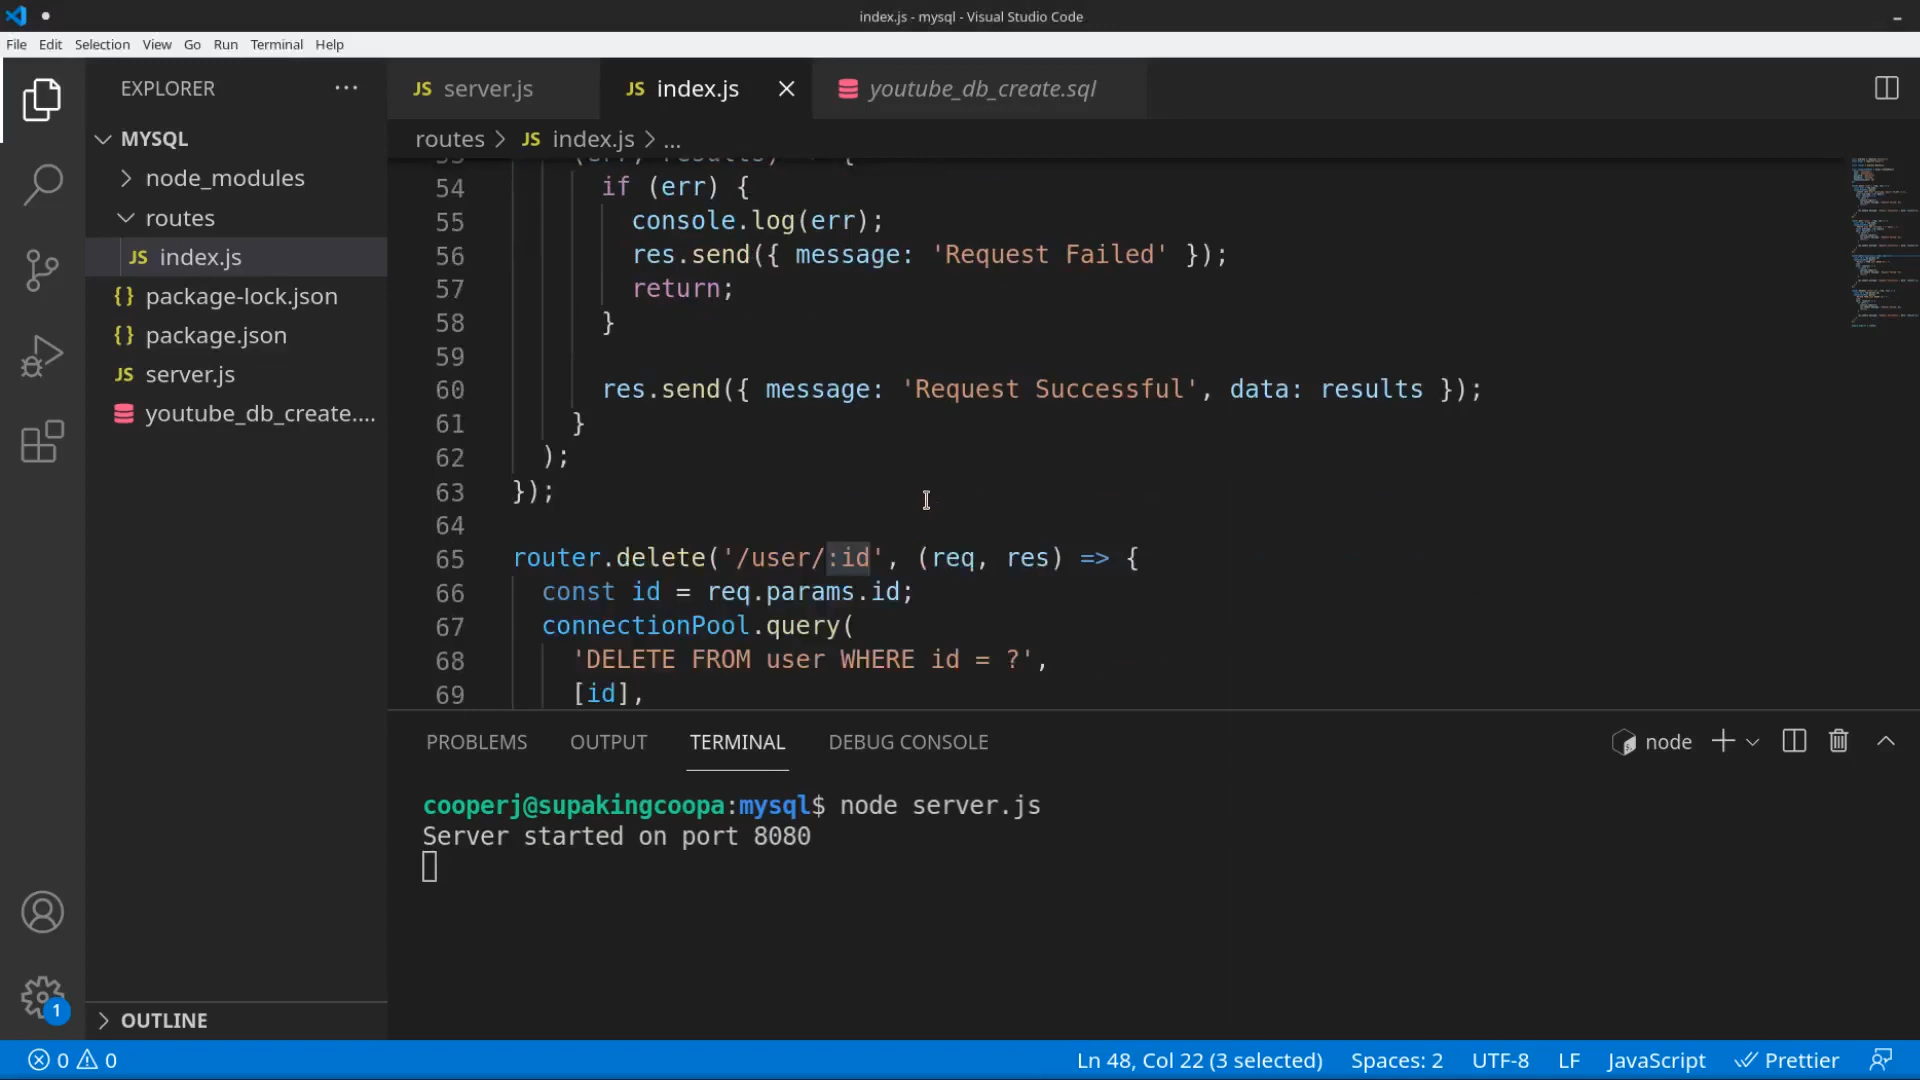 index.js - mysql - Visual Studio Code
File Edit Selection View Go Run Terminal Help
EXPLORER ...
MYSQL
node_modules
routes
JS index.js
{} package-lock.json
{} package.json
JS server.js
youtube_db_create....
OUTLINE
1
JS server.js
JS index.js
youtube_db_create.sql
routes > JS index.js > ...
54 if (err) {
55 console.log(err);
56 res.send({ message: 'Request Failed' });
57 return;
58 }
59
60 res.send({ message: 'Request Successful', data: results });
61 }
62 );
63 });
64
65 router.delete('/user/:id', (req, res) => {
66 const id = req.params.id;
67 connectionPool.query(
68 'DELETE FROM user WHERE id = ?',
69 [id],
PROBLEMS OUTPUT TERMINAL DEBUG CONSOLE
node
cooperj@supakingcoopa:mysql$ node server.js
Server started on port 8080
0 0
Ln 48, Col 22 (3 selected) Spaces: 2 UTF-8 LF JavaScript Prettier